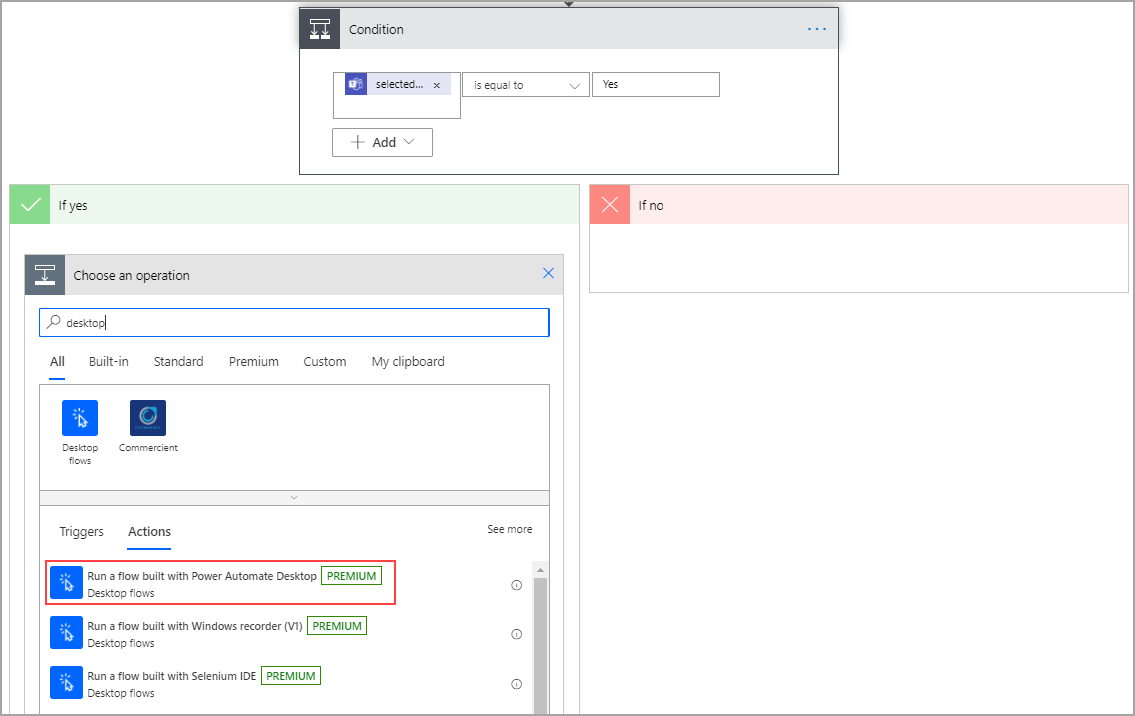 Condition
selected... × is equal to Yes
+ Add
If yes
If no
Choose an operation
desktop
All Built-in Standard Premium Custom My clipboard
Desktop flows
Commercient
Triggers Actions See more
Run a flow built with Power Automate Desktop PREMIUM
Desktop flows
Run a flow built with Windows recorder (V1) PREMIUM
Desktop flows
Run a flow built with Selenium IDE PREMIUM
Desktop flows